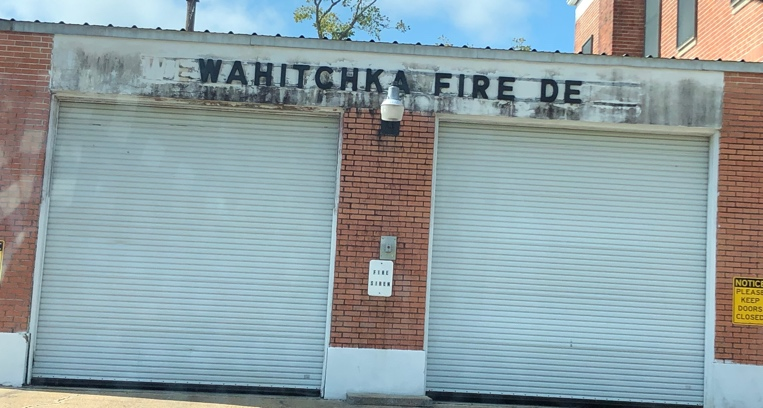 WAHITCHKA FIRE DE
FIRE
SIREN
NOTICE
PLEASE
KEEP
DOORS
CLOSED